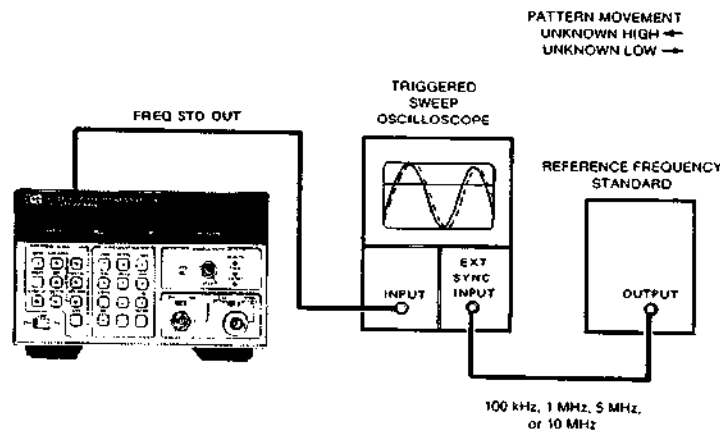 PATTERN MOVEMENT
UNKNOWN HIGH ←
UNKNOWN LOW →
TRIGGERED
SWEEP
OSCILLOSCOPE
FREQ STD OUT
REFERENCE FREQUENCY
STANDARD
INPUT
EXT
SYNC
INPUT
OUTPUT
100 kHz, 1 MHz, 5 MHz,
or 10 MHz